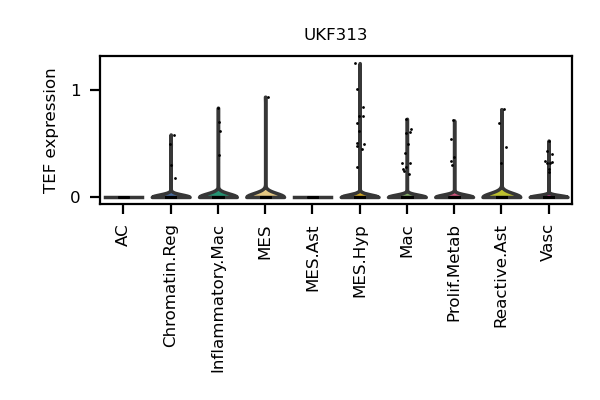 UKF313
TEF expression
1
0
AC
Chromatin.Reg
Inflammatory.Mac
MES
MES.Ast
MES.Hyp
Mac
Prolif.Metab
Reactive.Ast
Vasc